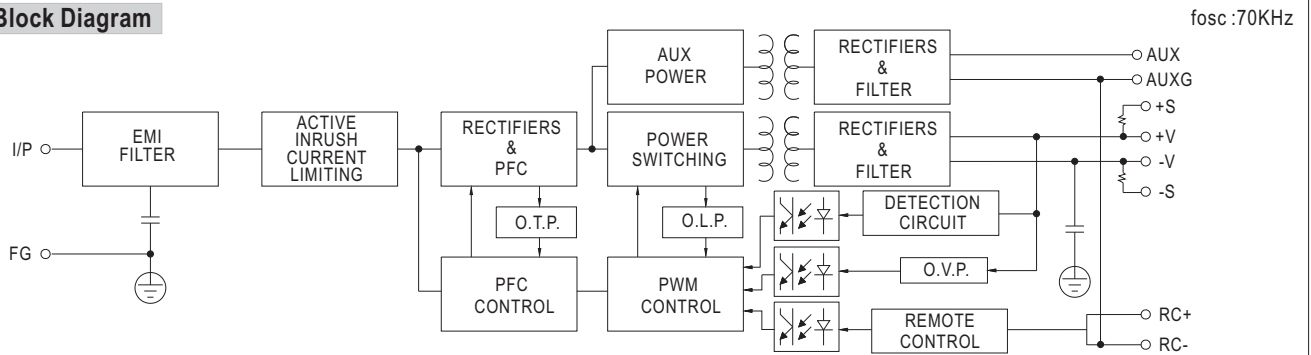 Block Diagram
fosc :70KHz
AUX
POWER
RECTIFIERS
&
FILTER
AUX
AUXG
+S
+V
-V
-S
I/P
EMI
FILTER
ACTIVE
INRUSH
CURRENT
LIMITING
RECTIFIERS
&
PFC
POWER
SWITCHING
RECTIFIERS
&
FILTER
O.T.P.
O.L.P.
DETECTION
CIRCUIT
FG
PFC
CONTROL
PWM
CONTROL
O.V.P.
REMOTE
CONTROL
RC+
RC-